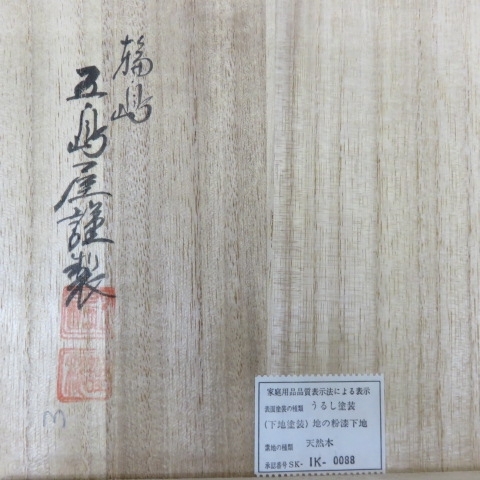 輪島
五島屋謹製
家庭用品品質表示法による表示
表面塗装の種類 うるし塗装
(下地塗装) 地の粉漆下地
素地の種類 天然木
承認番号 SK- IK- 0088